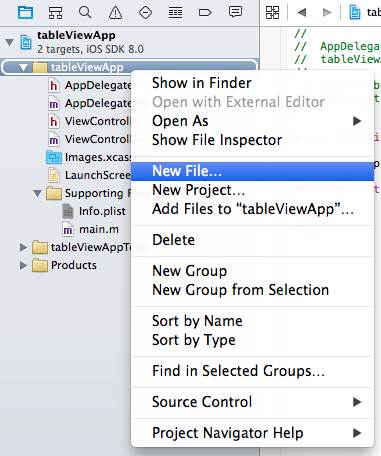 tableViewApp
2 targets, iOS SDK 8.0
tableViewApp
AppDelegate
AppDelegate
ViewControll
ViewControll
Images.xcass
LaunchScree
Supporting F
Info.plist
main.m
tableViewAppTe
Products
Show in Finder
Open with External Editor
Open As
Show File Inspector
New File...
New Project...
Add Files to “tableViewApp”...
Delete
New Group
New Group from Selection
Sort by Name
Sort by Type
Find in Selected Groups...
Source Control
Project Navigator Help
ta
//
// AppDelega
// tableView